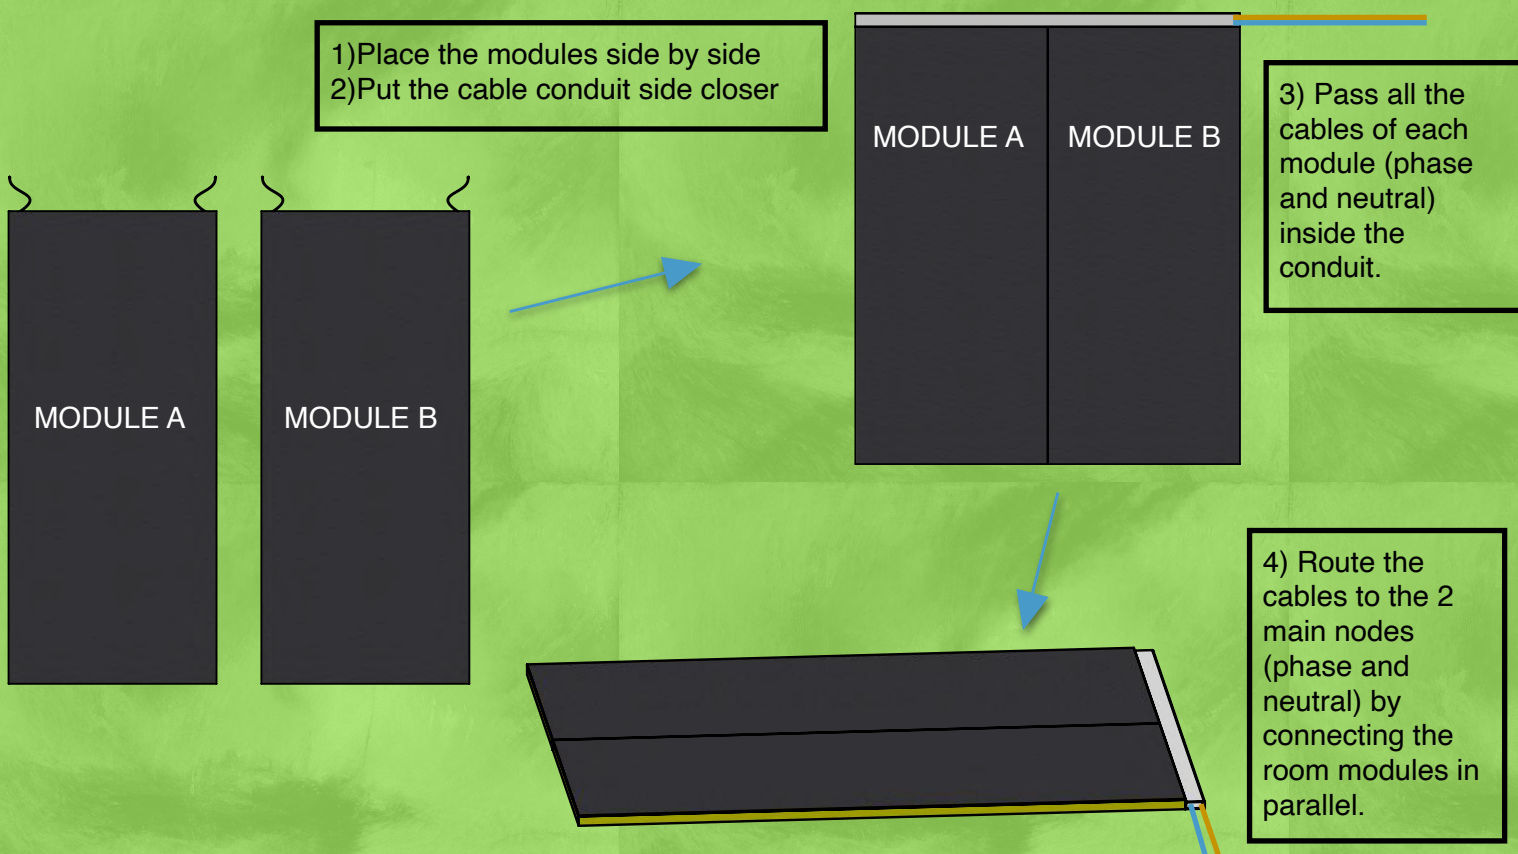 1)Place the modules side by side
2)Put the cable conduit side closer
MODULE A
MODULE B
MODULE A
MODULE B
3) Pass all the
cables of each
module (phase
and neutral)
inside the
conduit.
4) Route the
cables to the 2
main nodes
(phase and
neutral) by
connecting the
room modules in
parallel.